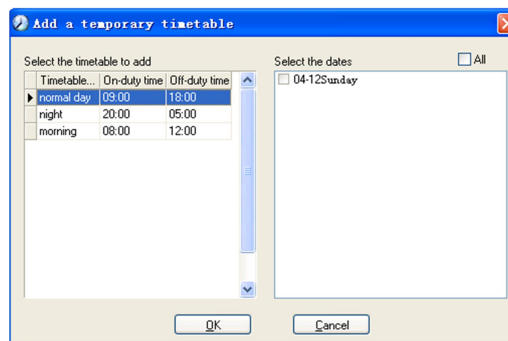 Add a temporary timetable
Select the timetable to add
Timetable... On-duty time Off-duty time
normal day 09:00 18:00
night 20:00 05:00
morning 08:00 12:00
Select the dates
All
04-12Sunday
OK
Cancel